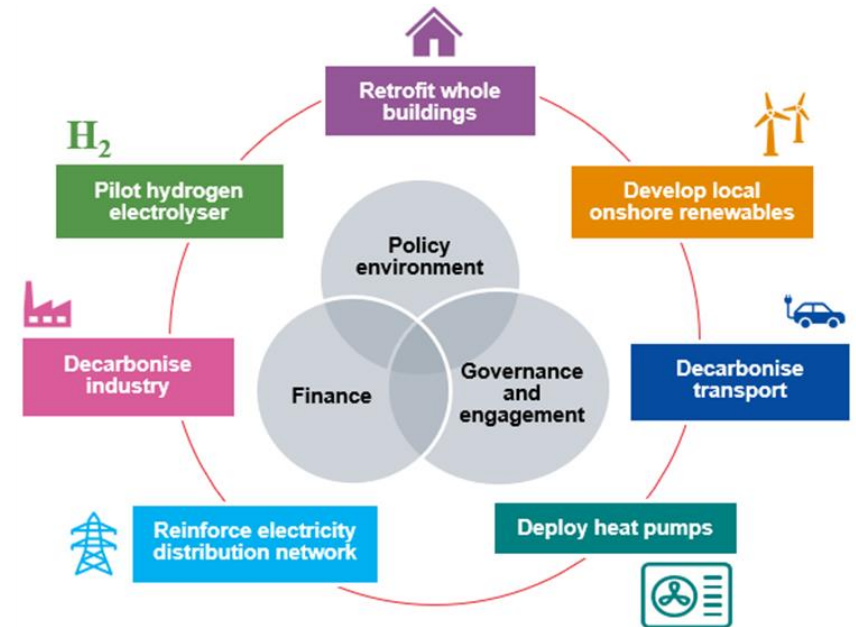 Retrofit whole
buildings
H₂
Pilot hydrogen
electrolyser
Develop local
onshore renewables
Policy
environment
Decarbonise
industry
Finance
Governance
and
engagement
Decarbonise
transport
Reinforce electricity
distribution network
Deploy heat pumps